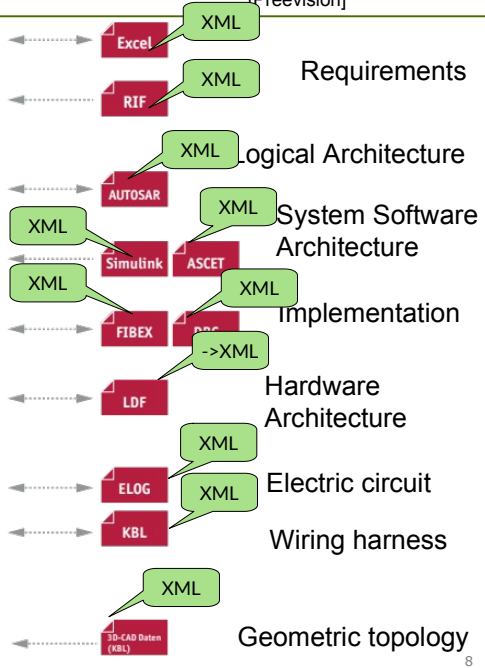 [Preevision]
XML
Excel
XML
Requirements
RIF
XML
Logical Architecture
AUTOSAR
XML
System Software
Architecture
XML
Simulink
ASCET
XML
XML
Implementation
FIBEX
DBC
->XML
LDF
Hardware
Architecture
XML
ELOG
Electric circuit
XML
KBL
Wiring harness
XML
3D-CAD Daten
(KBL)
Geometric topology
8